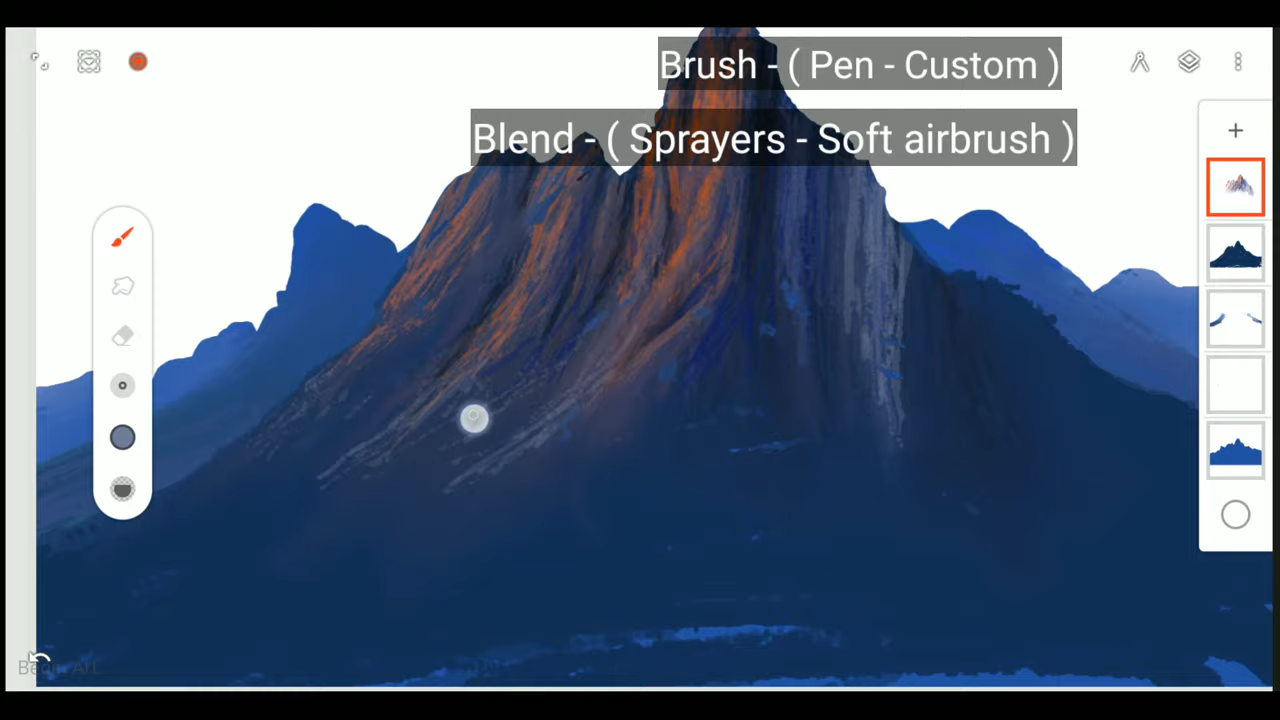 Brush - ( Pen - Custom )
Blend - ( Sprayers - Soft airbrush )